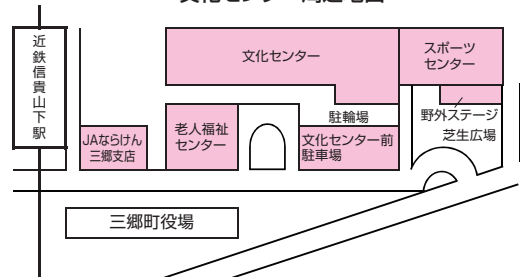 近鉄信貴山下駅
文化センター
スポーツ
センター
JAならけん
三郷支店
老人福祉
センター
駐輪場
文化センター前
駐車場
野外ステージ
芝生広場
三郷町役場